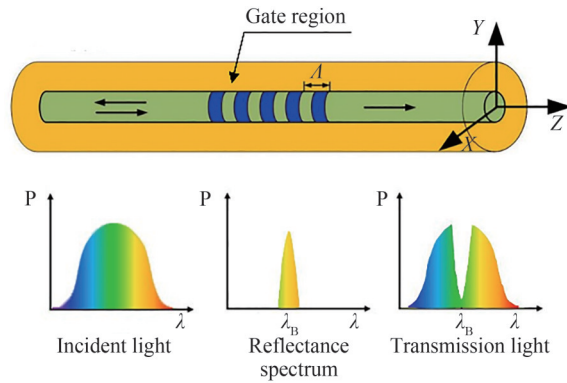 Gate region
Λ
Y
X
Z
P
P
P
λ
λB
λ
λB
λ
Incident light
Reflectance
spectrum
Transmission light